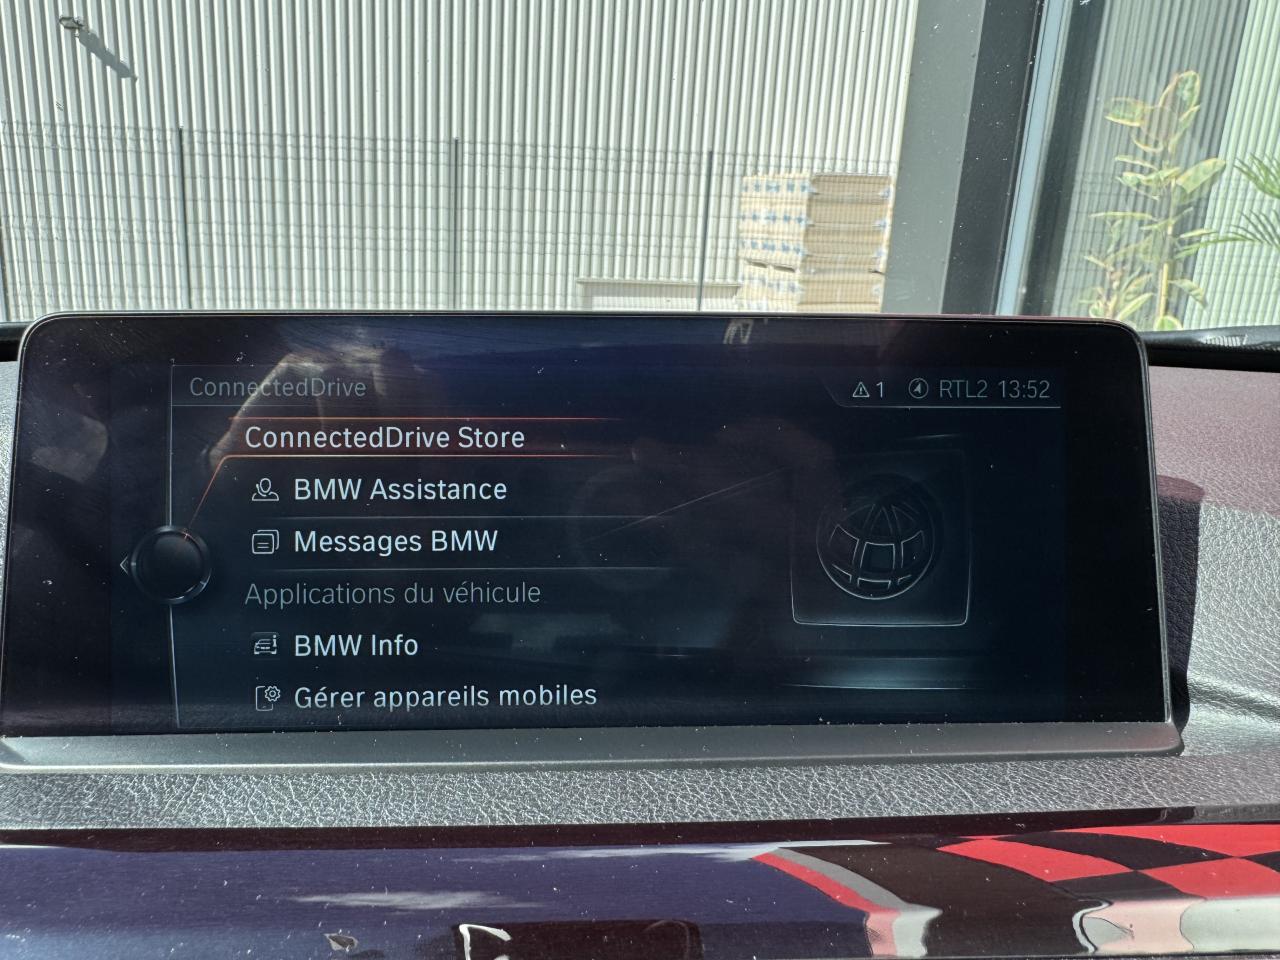 ConnectedDrive
1 RTL2 13:52
ConnectedDrive Store
BMW Assistance
Messages BMW
Applications du véhicule
BMW Info
Gérer appareils mobiles